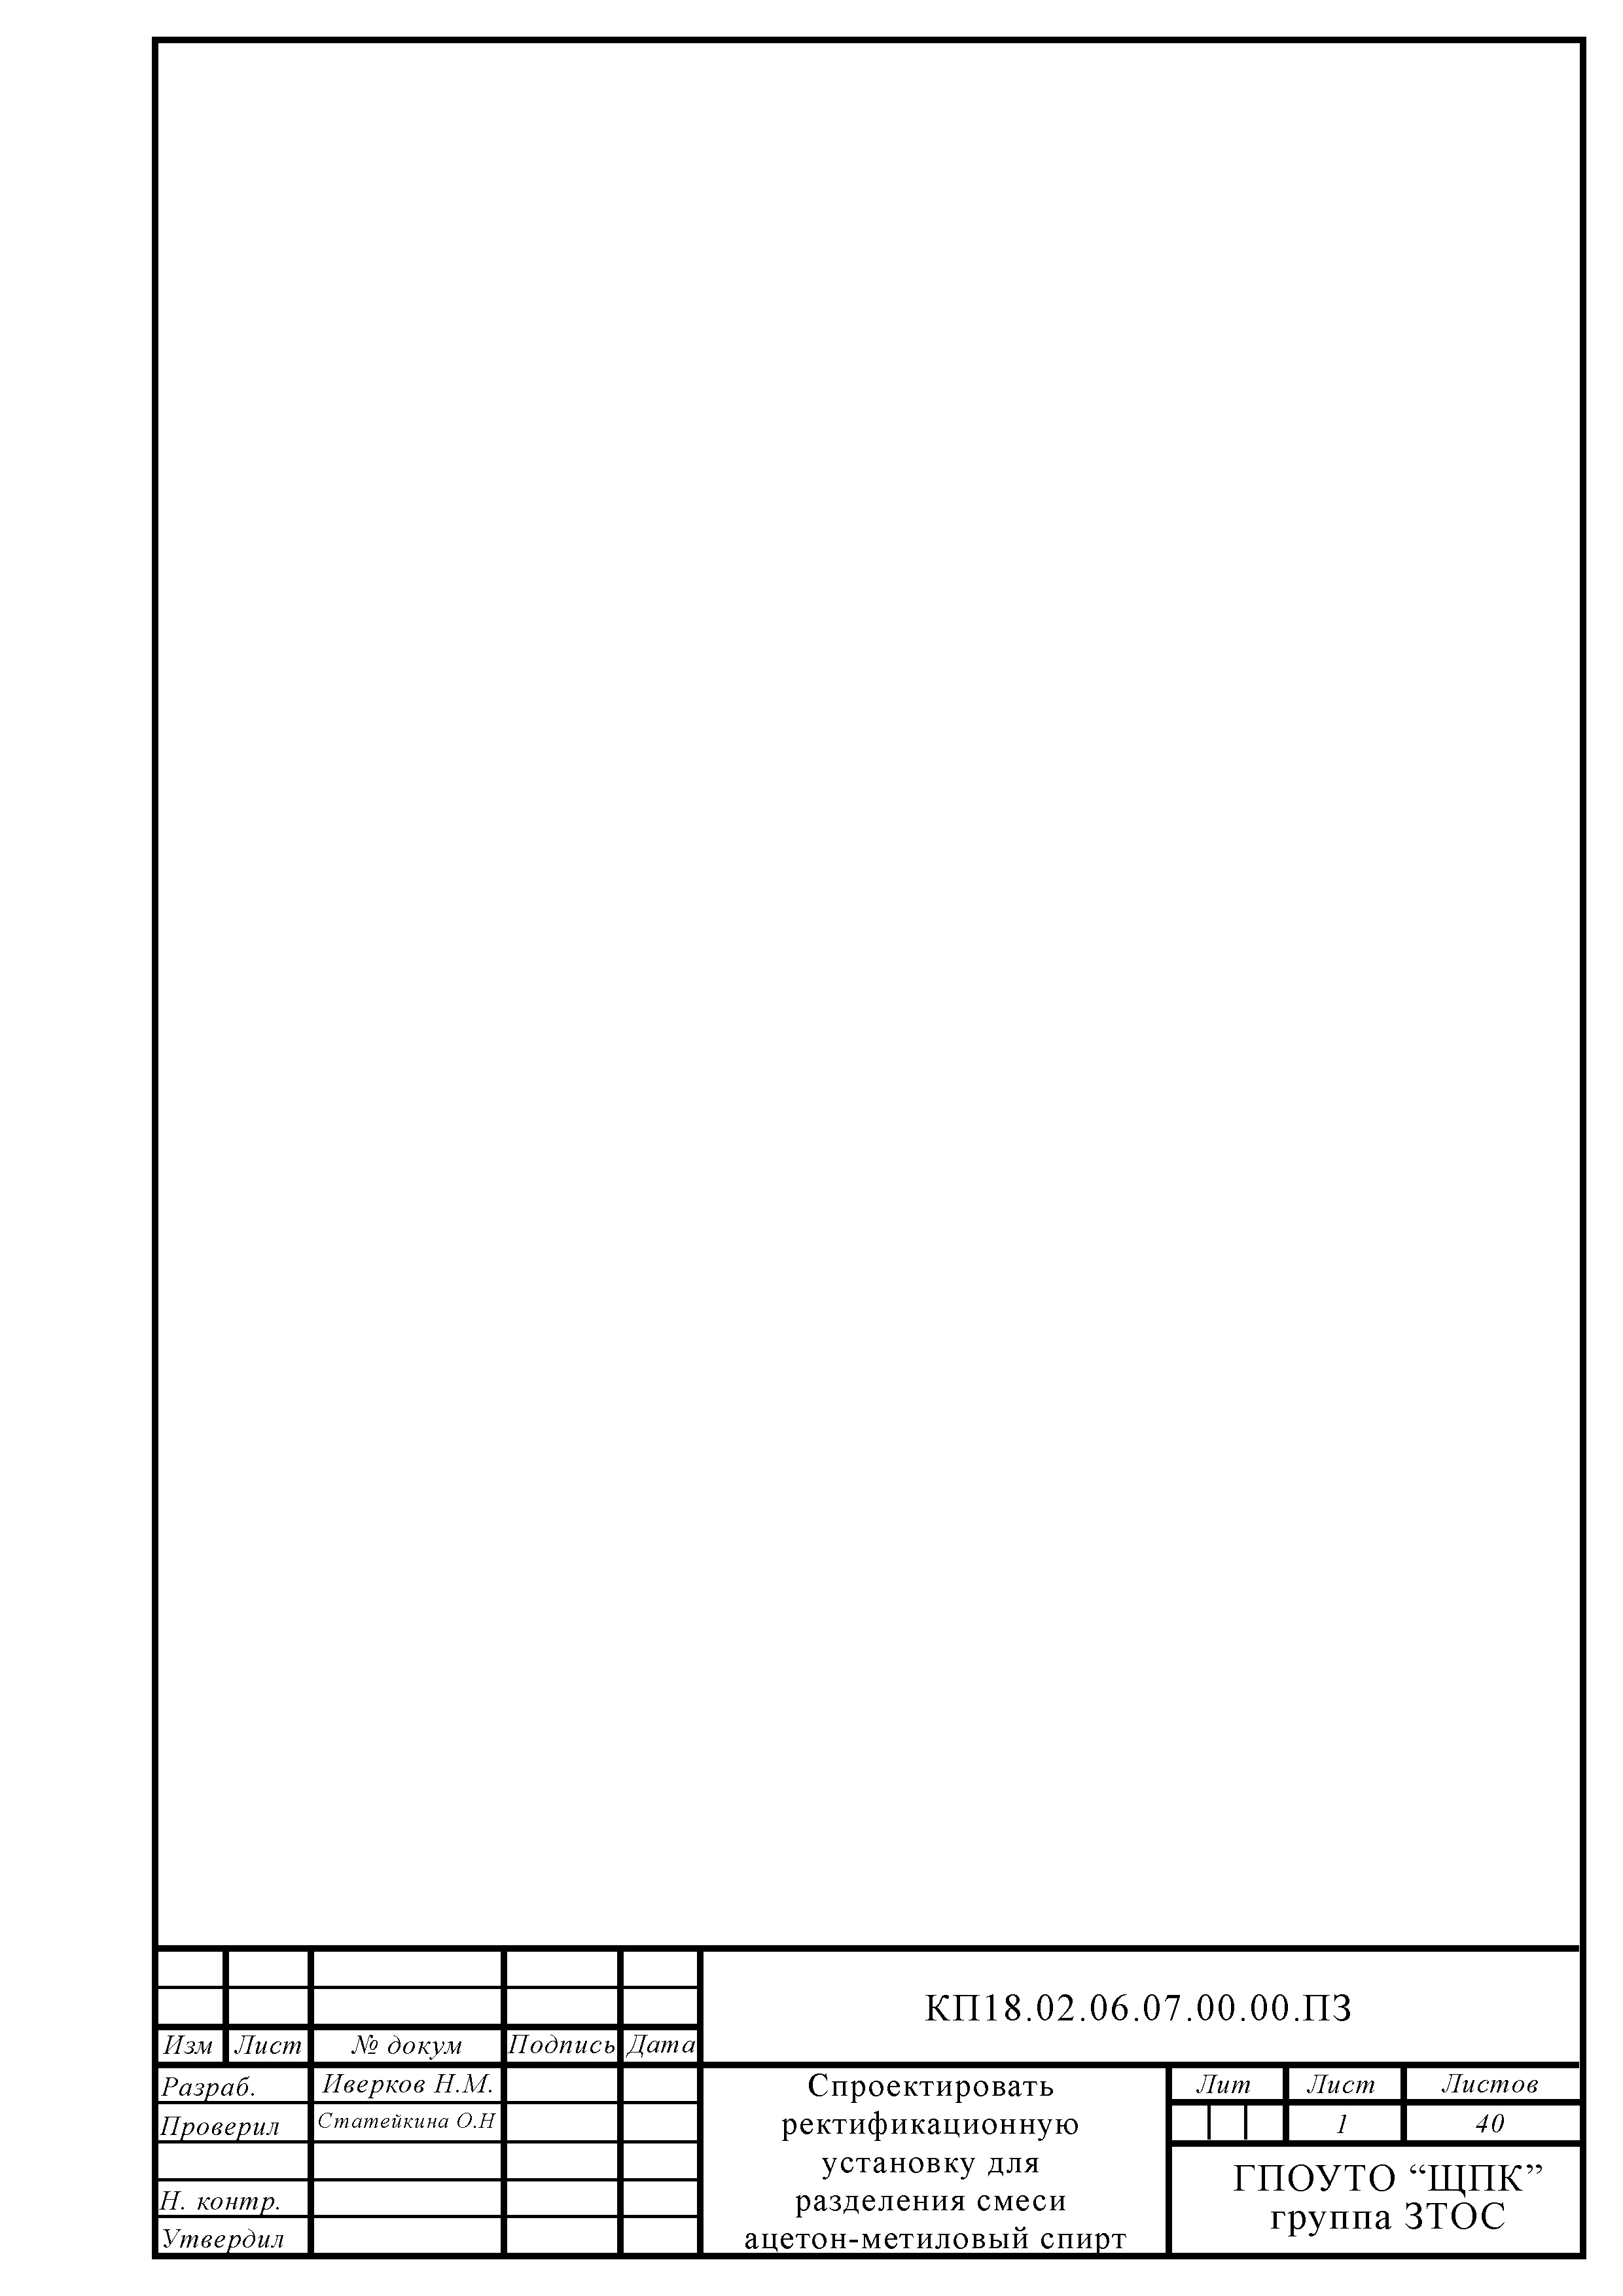 КП18.02.06.07.00.00.ПЗ
Изм Лист № докум Подпись Дата
Разраб. Иверков Н.М.
Проверил Статейкина О.Н
Н. контр.
Утвердил
Спроектировать
ректификационную
установку для
разделения смеси
ацетон-метиловый спирт
Лит Лист Листов
1 40
ГПОУТО “ЩПК”
группа 3ТОС